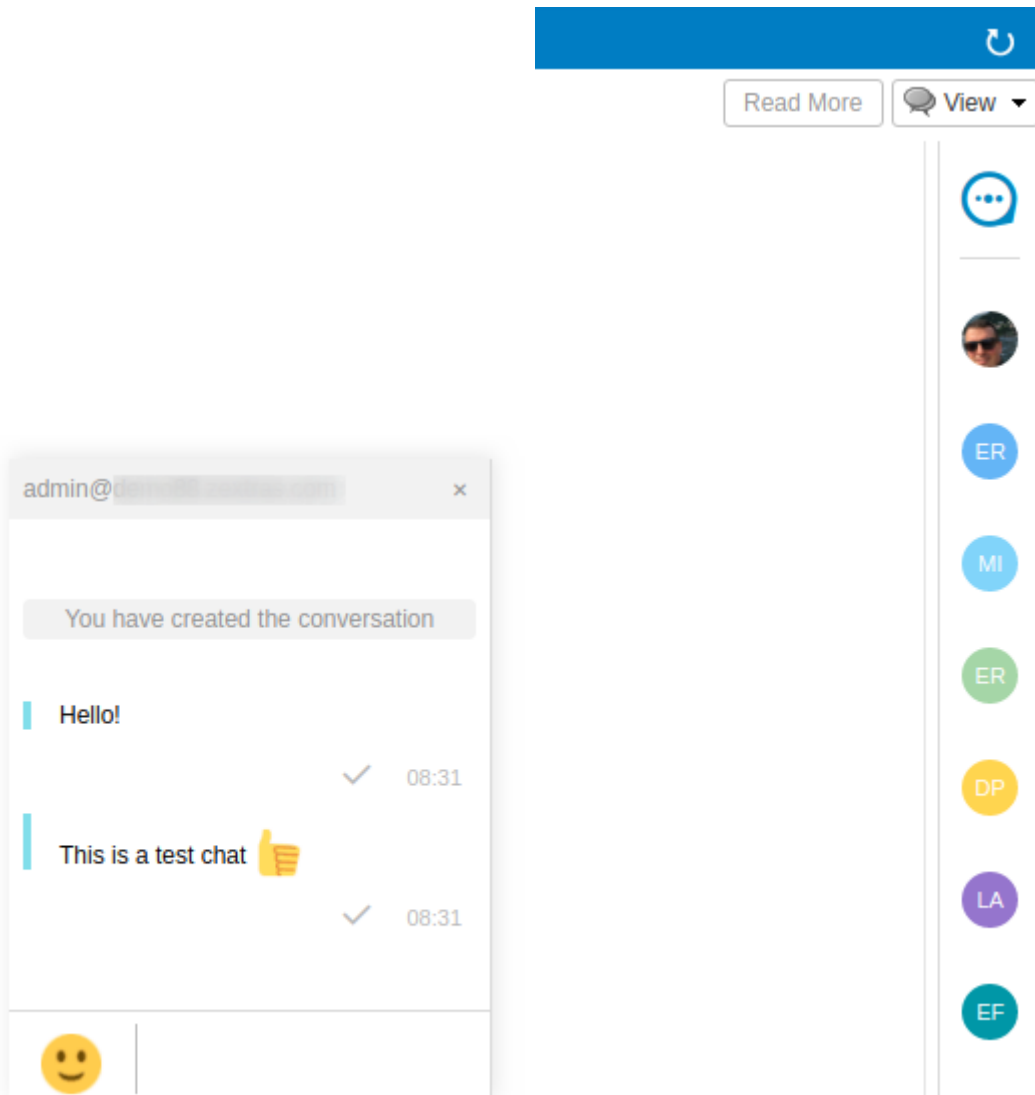 Read More
View
admin@
×
You have created the conversation
Hello!
08:31
This is a test chat
08:31
ER
MI
ER
DP
LA
EF